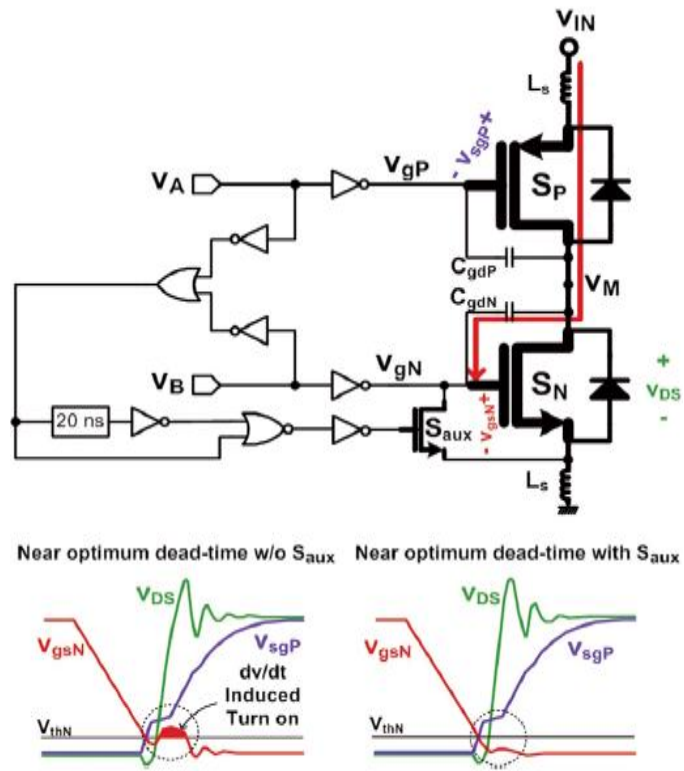 VIN
Ls
- VsgP+
VA
VgP
SP
CgdP
VM
CgdN
VB
VgN
SN
+
VDS
-
- VgsN+
20 ns
Saux
Ls
Near optimum dead-time w/o Saux
Near optimum dead-time with Saux
VDS
VDS
VgsN
VsgP
VgsN
VsgP
dv/dt
Induced
Turn on
VthN
VthN